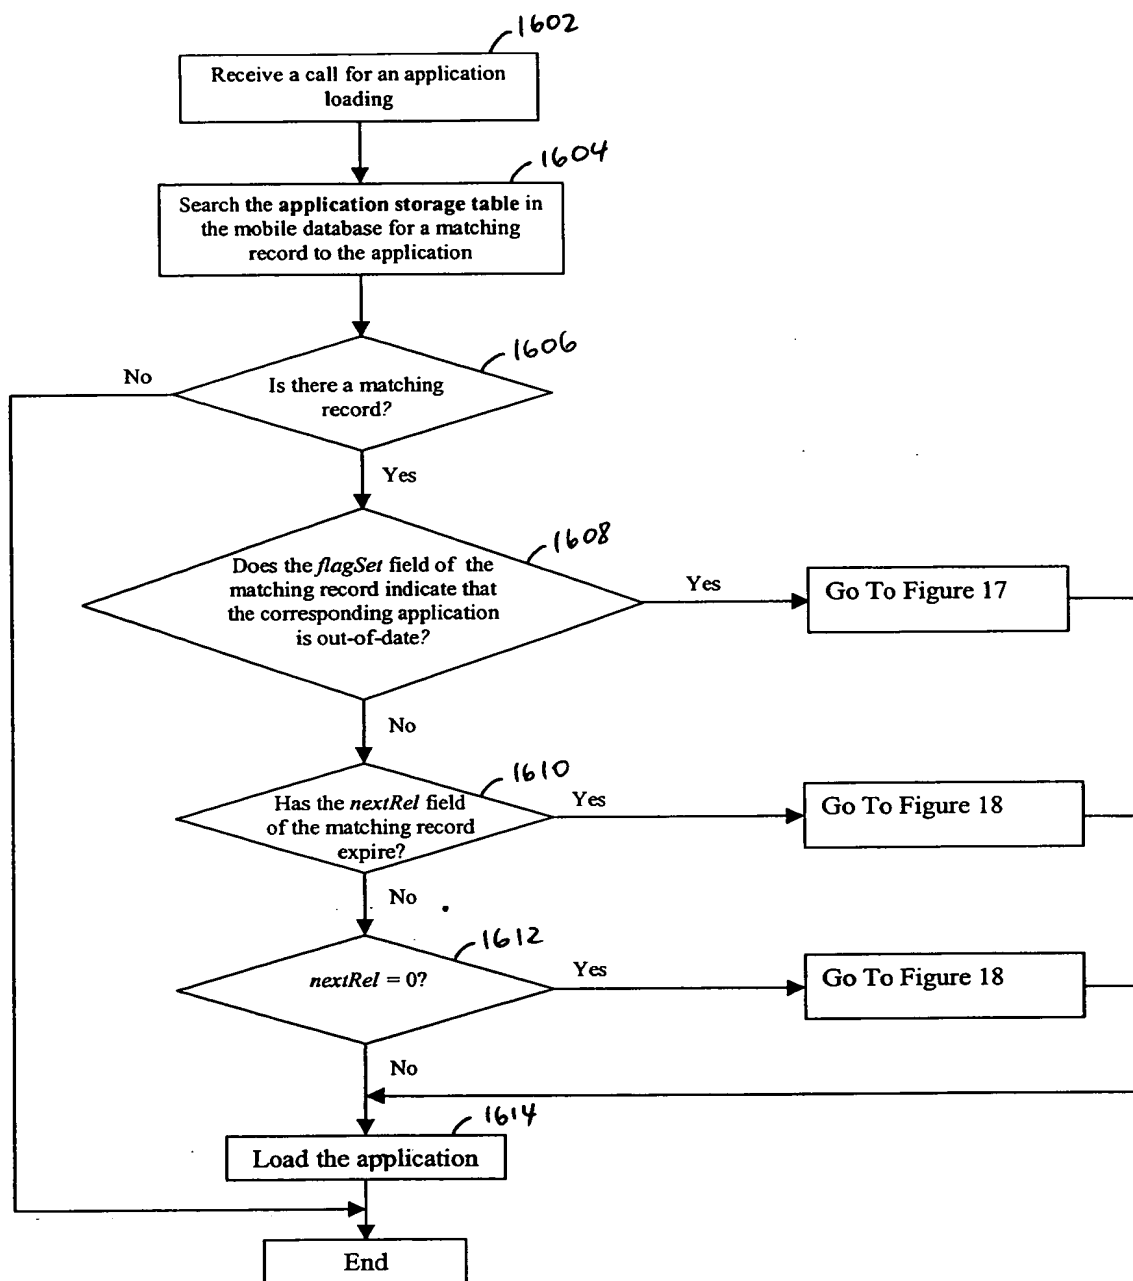 1602
Receive a call for an application
loading
1604
Search the application storage table in
the mobile database for a matching
record to the application
1606
No
Is there a matching
record?
Yes
1608
Does the flagSet field of the
matching record indicate that
the corresponding application
is out-of-date?
Yes
Go To Figure 17
No
1610
Has the nextRel field
of the matching record
expire?
Yes
Go To Figure 18
No
1612
nextRel = 0?
Yes
Go To Figure 18
No
1614
Load the application
End